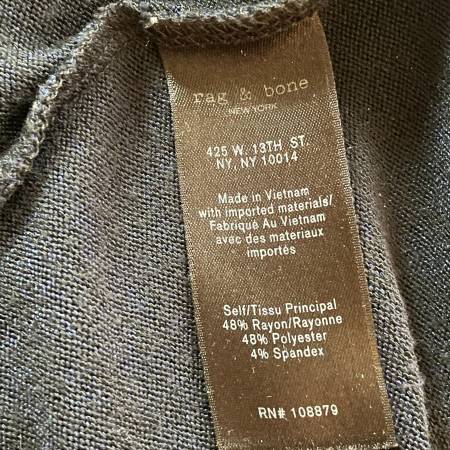 rag & bone
NEW YORK
425 W. 13TH ST.
NY, NY 10014
Made in Vietnam
with imported materials/
Fabriqué Au Vietnam
avec des materiaux
importés
Self/Tissu Principal
48% Rayon/Rayonne
48% Polyester
4% Spandex
RN# 108879